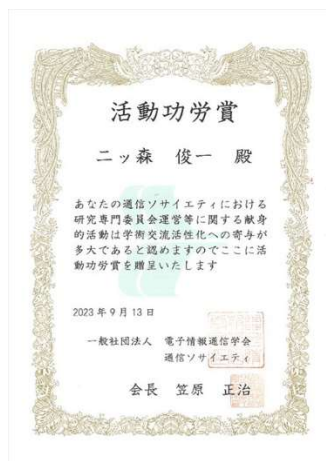 活動功労賞
二ッ森 俊一 殿
あなたの通信ソサイエティにおける
研究専門委員会運営等に関する献身
的活動は学術交流活性化への寄与が
多大であると認めますのでここに活
動功労賞を贈呈いたします
2023年9月13日
一般社団法人 電子情報通信学会
通信ソサイエティ
会長 笠原 正治